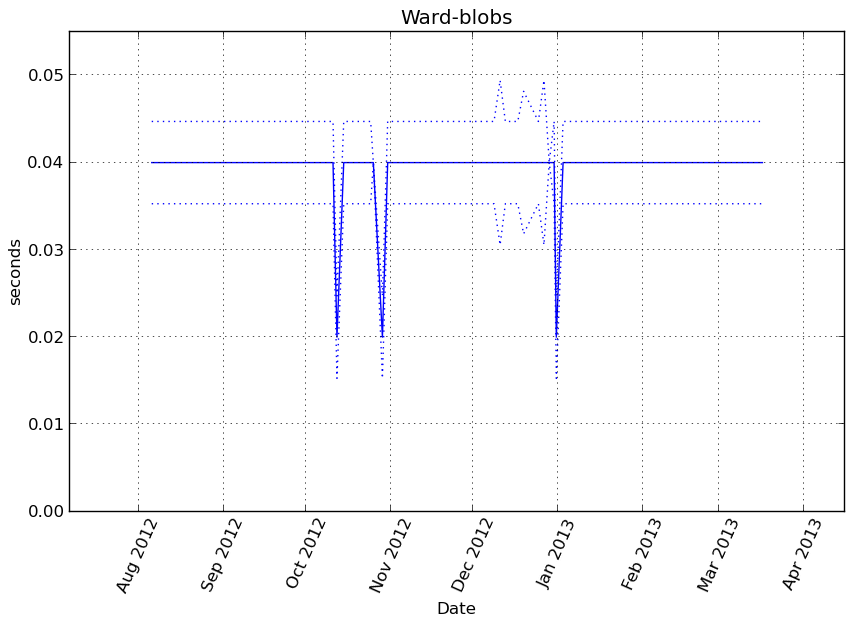 Ward-blobs
0.05
0.04
0.03
0.02
0.01
0.00
seconds
Aug 2012
Sep 2012
Oct 2012
Nov 2012
Dec 2012
Jan 2013
Feb 2013
Mar 2013
Apr 2013
Date